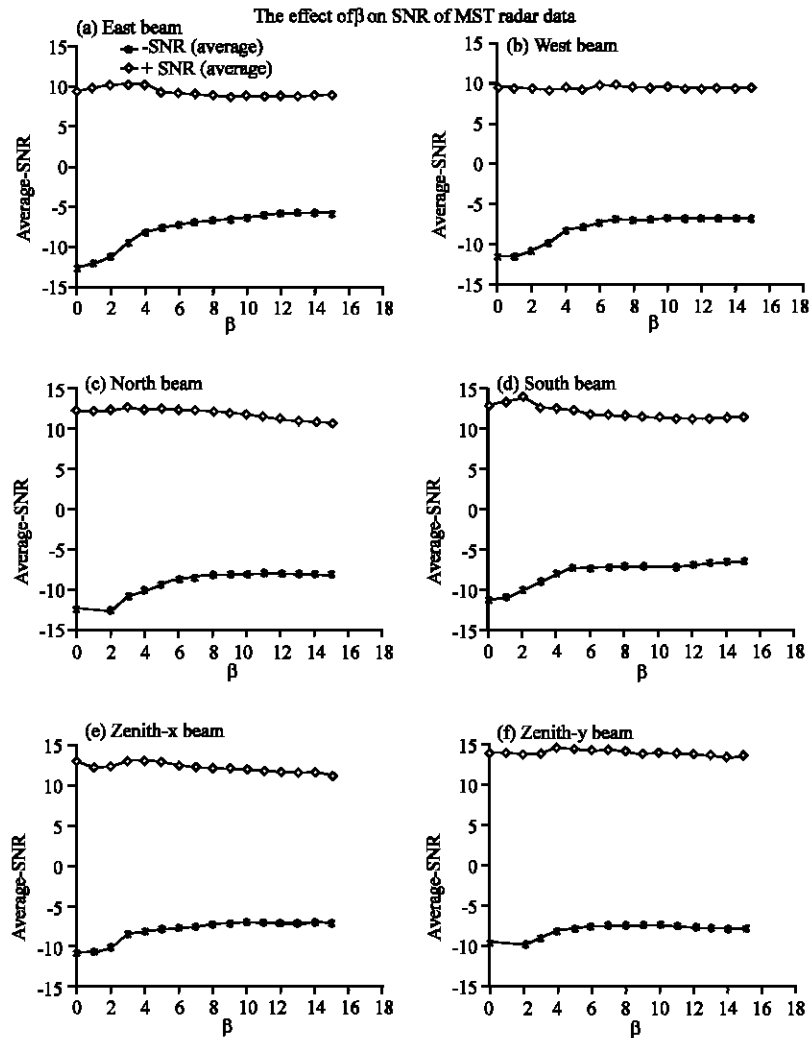 The effect of β on SNR of MST radar data
(a) East beam
-SNR (average)
+ SNR (average)
15
10
5
0
-5
-10
-15
Average-SNR
0 2 4 6 8 10 12 14 16 18
β
(b) West beam
15
10
5
0
-5
-10
-15
Average-SNR
0 2 4 6 8 10 12 14 16 18
β
(c) North beam
15
10
5
0
-5
-10
-15
Average-SNR
0 2 4 6 8 10 12 14 16 18
β
(d) South beam
15
10
5
0
-5
-10
-15
Average-SNR
0 2 4 6 8 10 12 14 16 18
β
(e) Zenith-x beam
15
10
5
0
-5
-10
-15
Average-SNR
0 2 4 6 8 10 12 14 16 18
β
(f) Zenith-y beam
15
10
5
0
-5
-10
-15
Average-SNR
0 2 4 6 8 10 12 14 16 18
β